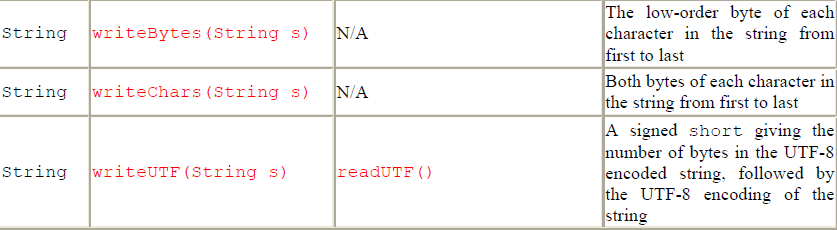 String writeBytes(String s) N/A The low-order byte of each
character in the string from
first to last
String writeChars(String s) N/A Both bytes of each character in
the string from first to last
String writeUTF(String s) readUTF() A signed short giving the
number of bytes in the UTF-8
encoded string, followed by
the UTF-8 encoding of the
string